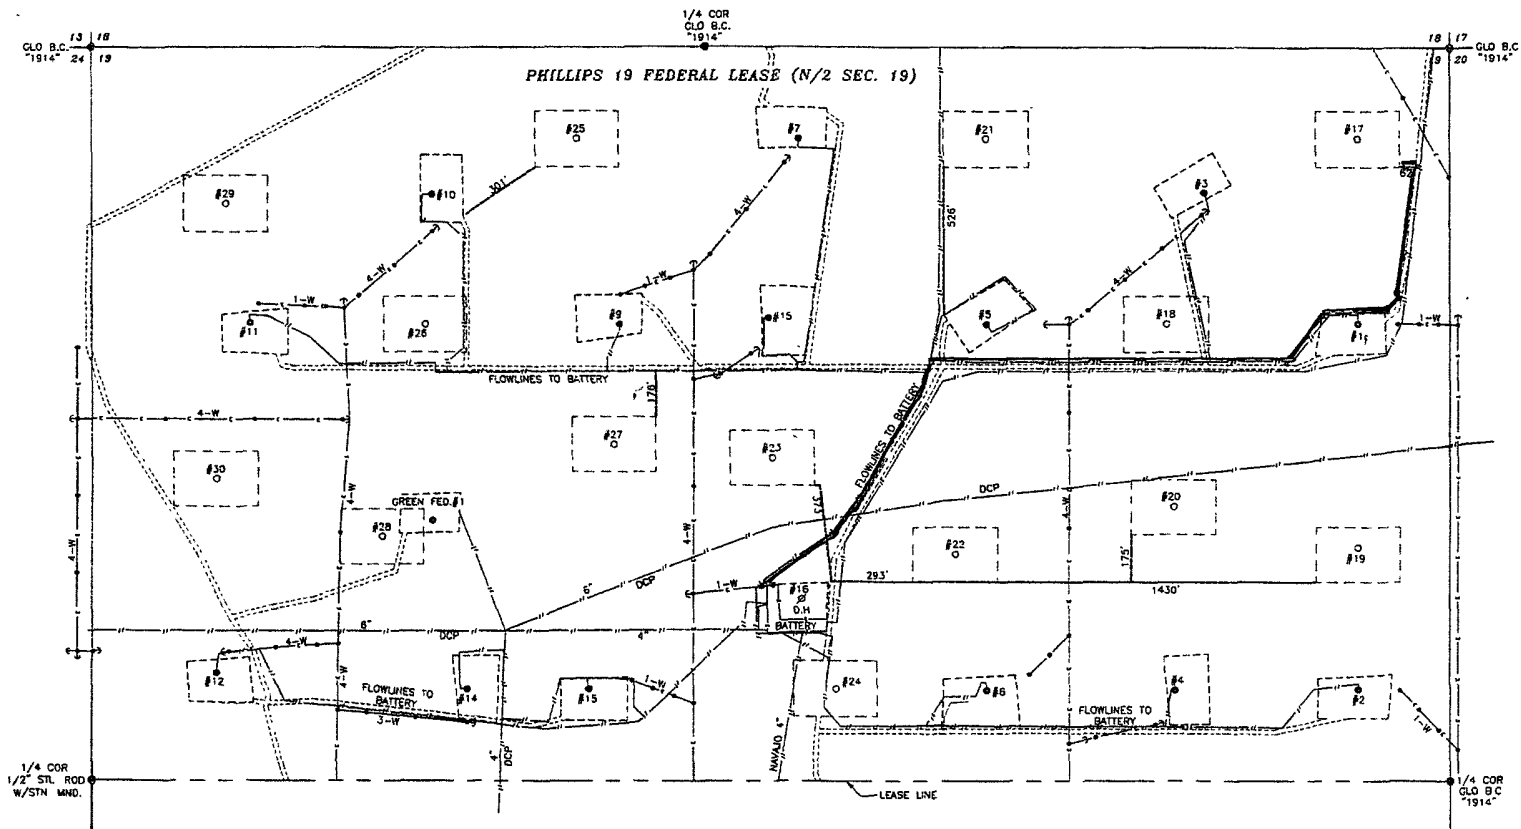 1/4 COR
GLO B.C.
"1914"
13 18
GLO B.C.
"1914" 24 19
18 17
GLO B.C
"1914"
9 20
PHILLIPS 19 FEDERAL LEASE (N/2 SEC. 19)
#25
#7
#21
#17
#29
#10
301'
4-W
#3
62'
526'
4-W
4-W
1-W
1-W
#11
#26
#9
#15
#5
#18
#1
1-W
FLOWLINES TO BATTERY
176'
4-W
#27
#23
FLOWLINES TO BATTERY
#30
4-W
GREEN FED.#1
#28
373'
DCP
4-W
#20
4-W
4-W
#22
175'
#19
6"
DCP
1-W
#16
D.H
293'
1430'
6"
DCP
4"
BATTERY
4-W
#12
4-W
FLOWLINES TO
BATTERY
3-W
#14
#15
1-W
#24
#6
#4
#2
FLOWLINES TO
BATTERY
1-W
4"
DCP
NAVAJO 4"
1/4 COR
1/2" STL ROD
W/STN MND.
LEASE LINE
1/4 COR
GLO B.C
"1914"